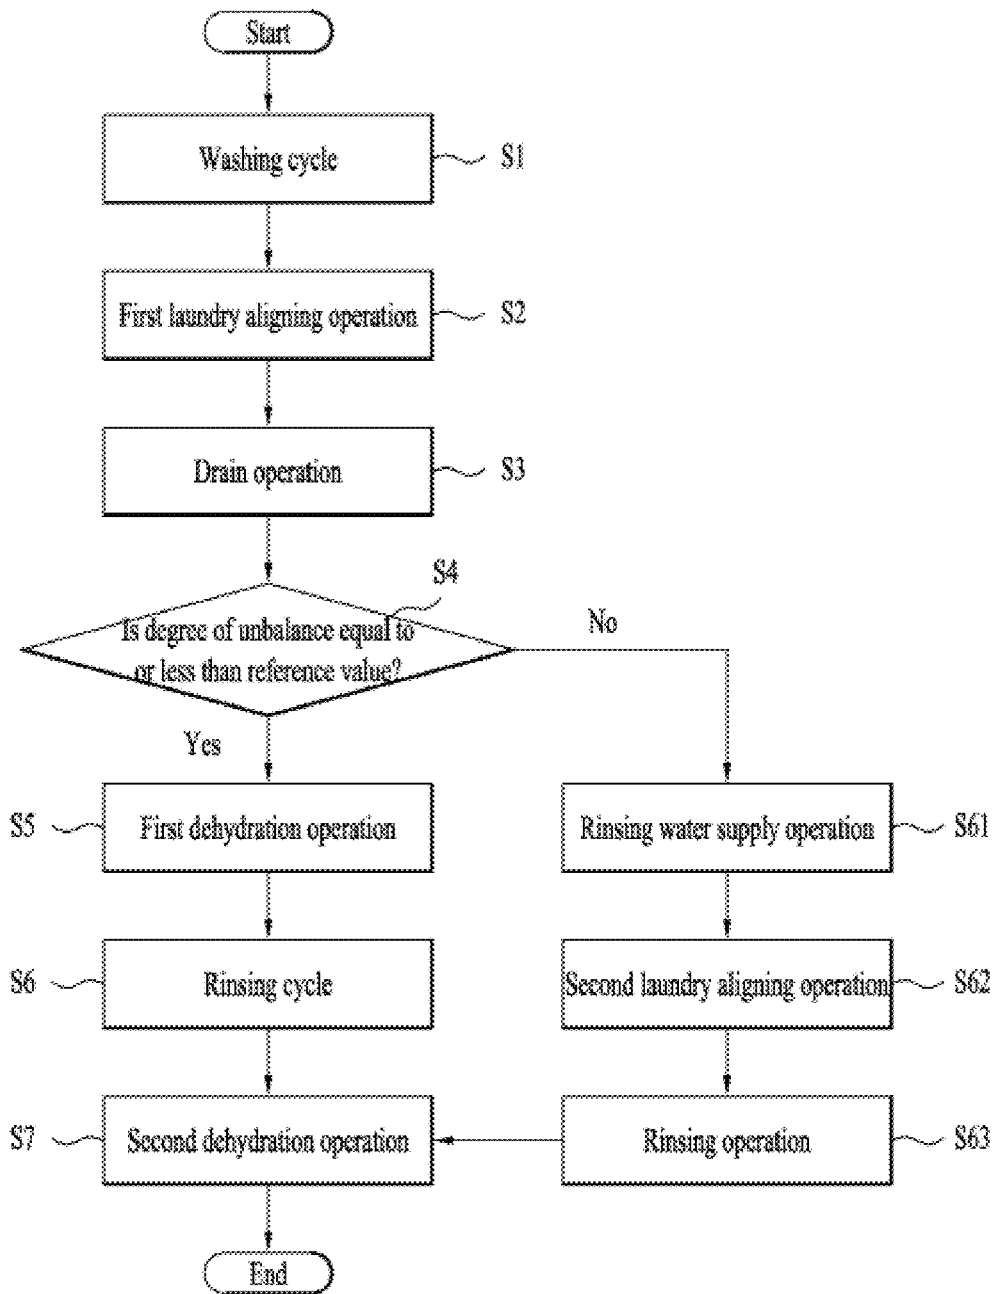 Start
Washing cycle
S1
First laundry aligning operation
S2
Drain operation
S3
S4
Is degree of unbalance equal to
or less than reference value?
No
Yes
S5
First dehydration operation
Rinsing water supply operation
S61
S6
Rinsing cycle
Second laundry aligning operation
S62
S7
Second dehydration operation
Rinsing operation
S63
End